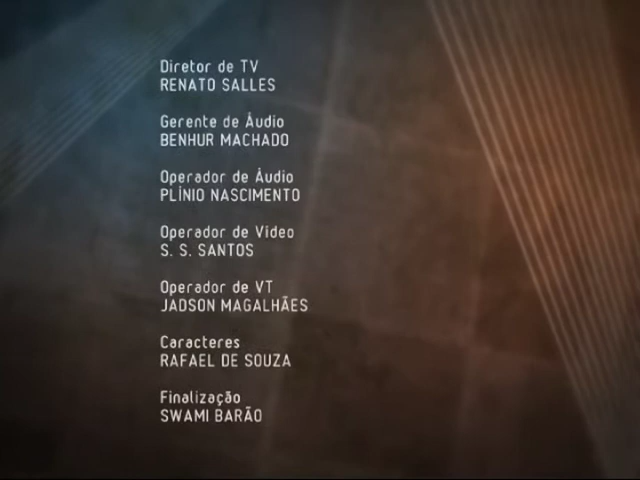 Diretor de TV
RENATO SALLES
Gerente de Áudio
BENHUR MACHADO
Operador de Áudio
PLÍNIO NASCIMENTO
Operador de Vídeo
S. S. SANTOS
Operador de VT
JADSON MAGALHÃES
Caracteres
RAFAEL DE SOUZA
Finalização
SWAMI BARÃO